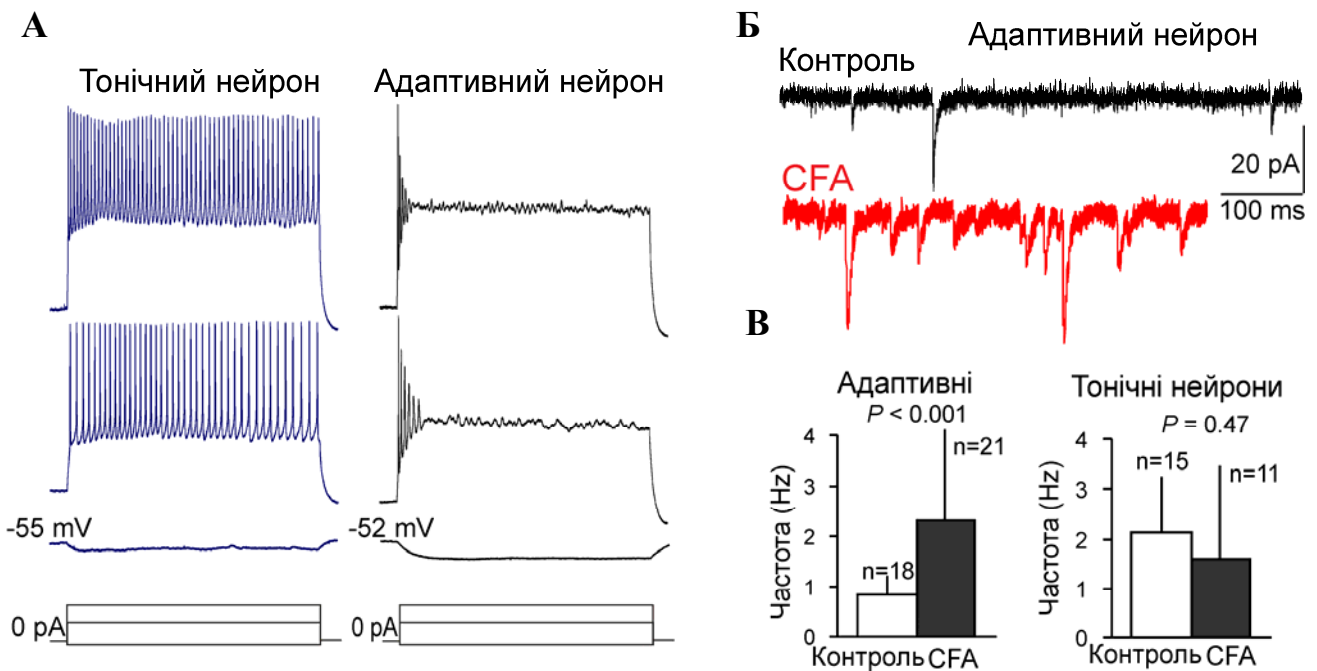 А
Тонічний нейрон
Адаптивний нейрон
-55 mV
-52 mV
0 pA
0 pA
Б
Адаптивний нейрон
Контроль
20 pA
CFA
100 ms
В
Адаптивні
P < 0.001
n=21
n=18
Частота (Hz)
4
3
2
1
0
Контроль CFA
Тонічні нейрони
P = 0.47
n=15
n=11
Частота (Hz)
4
3
2
1
0
Контроль CFA